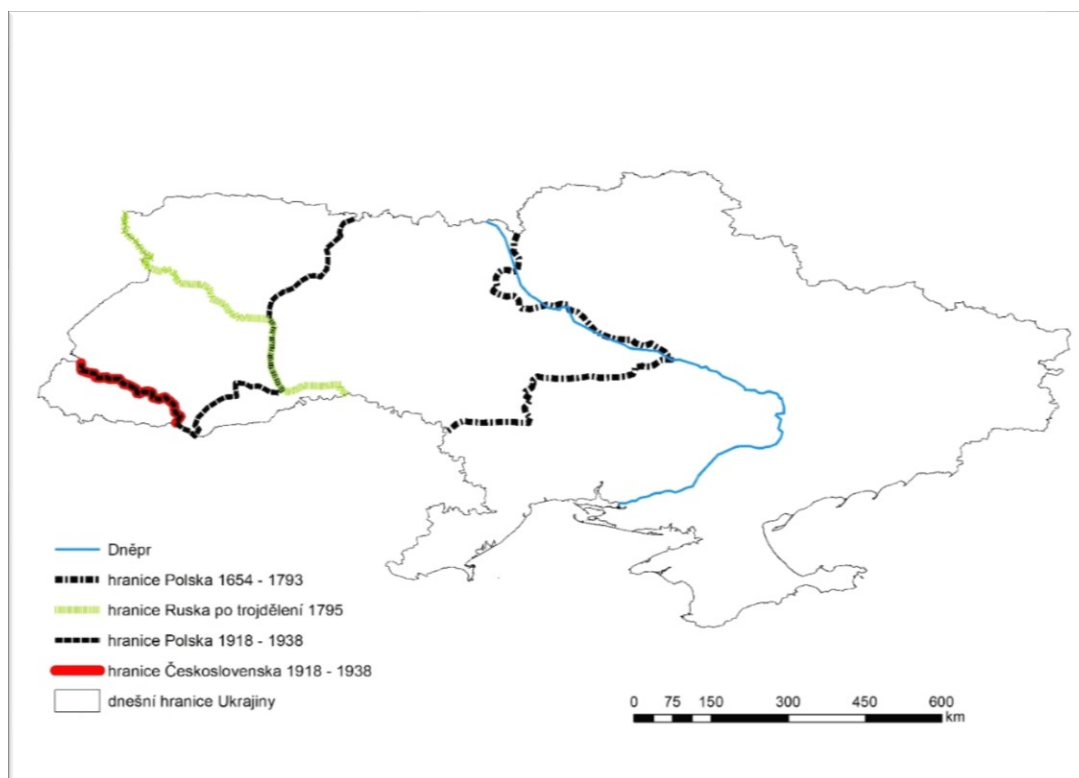 Dněpr
hranice Polska 1654 - 1793
hranice Ruska po trojdělení 1795
hranice Polska 1918 - 1938
hranice Československa 1918 - 1938
dnešní hranice Ukrajiny
0 75 150 300 450 600
km